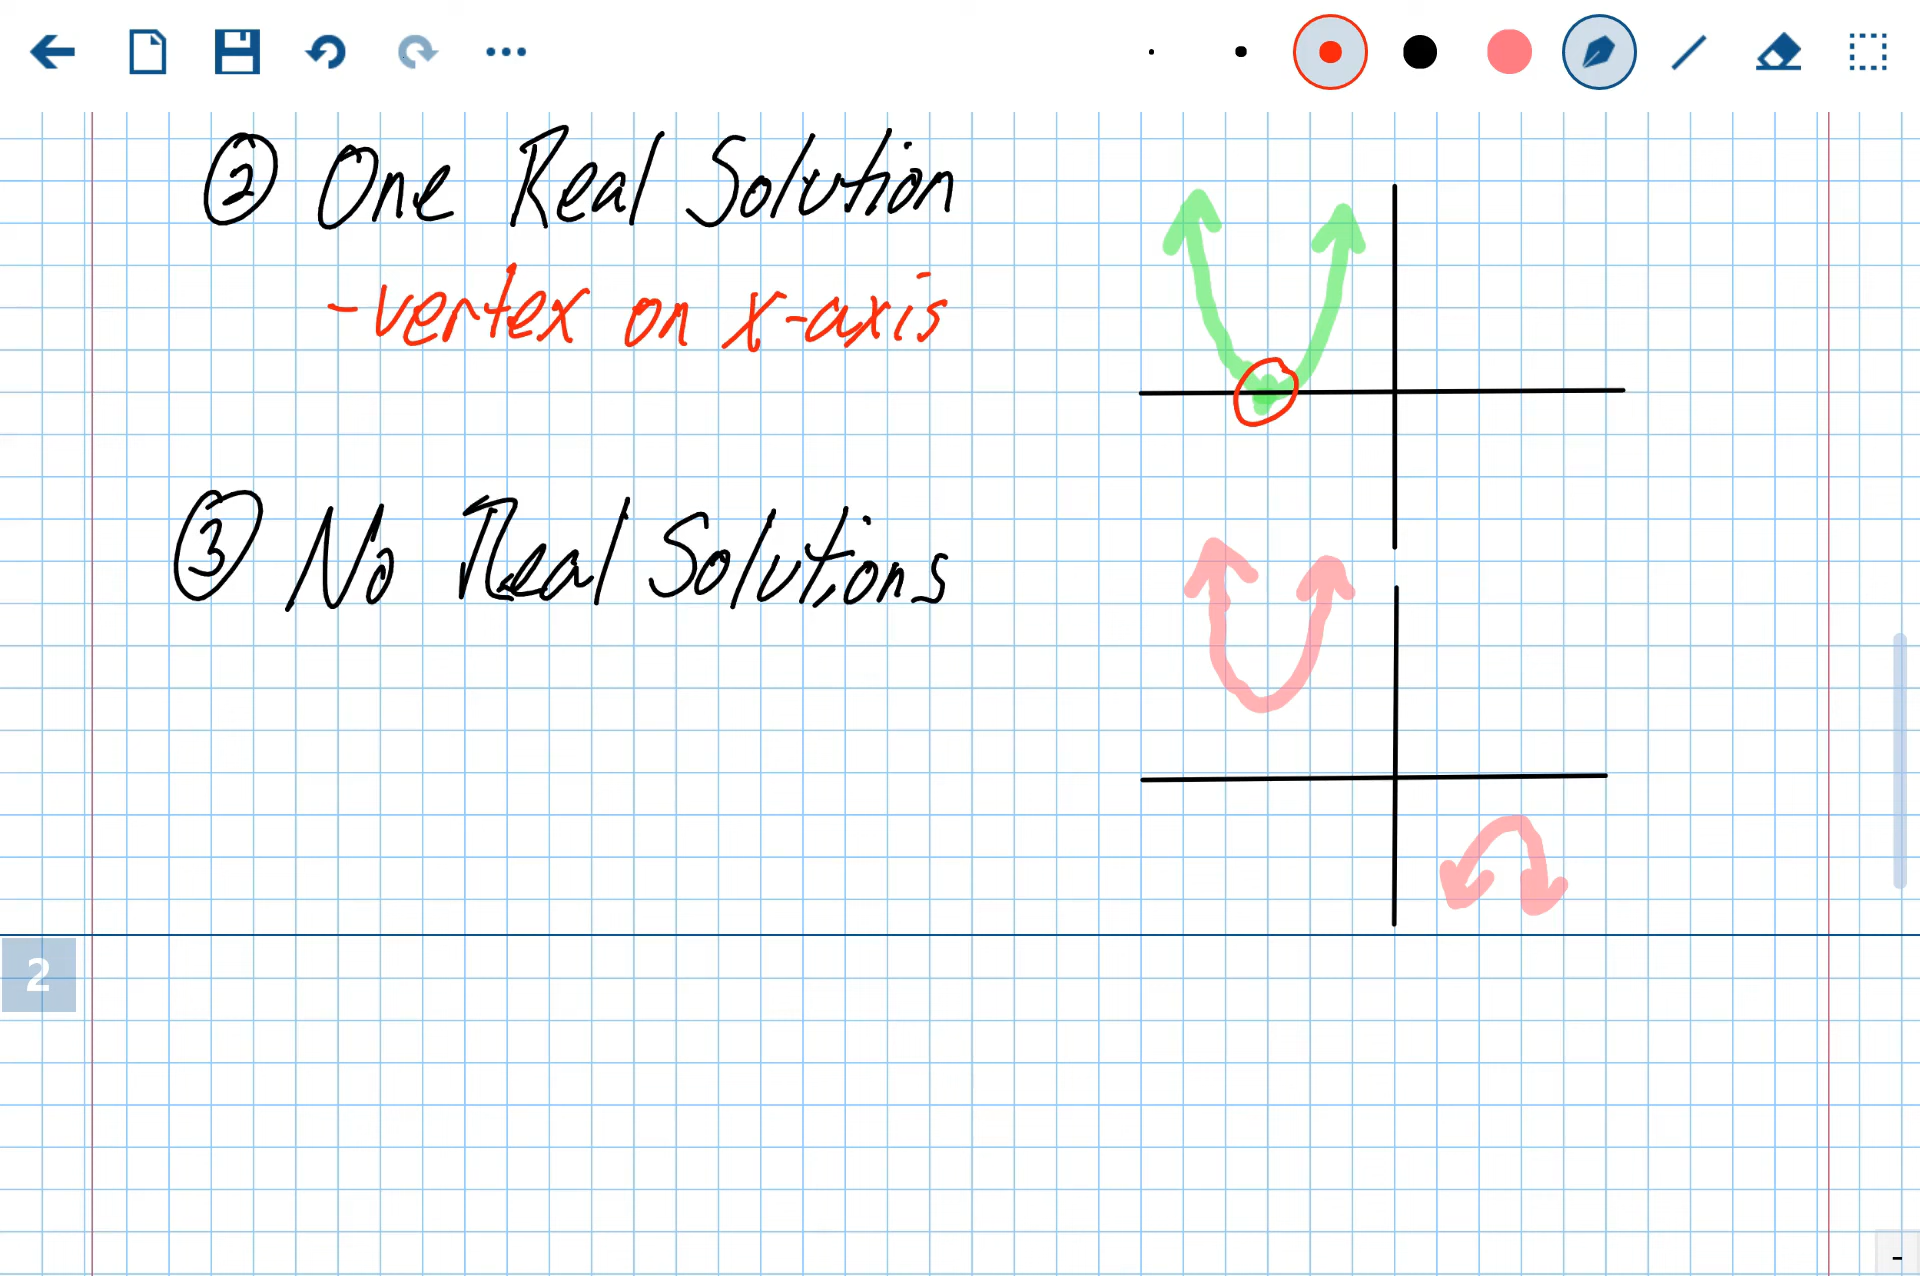 ② One Real Solution
-vertex on x-axis
③ No Real Solutions
2